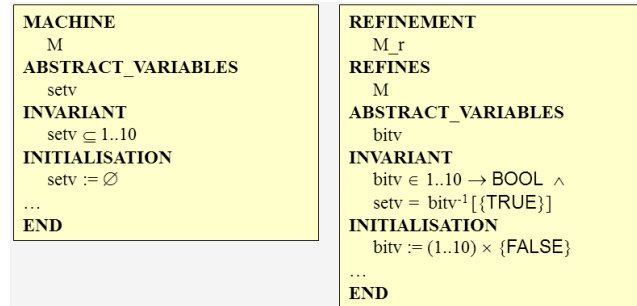 MACHINE
M
ABSTRACT_VARIABLES
setv
INVARIANT
setv ⊆ 1..10
INITIALISATION
setv := ∅
…
END
REFINEMENT
M_r
REFINES
M
ABSTRACT_VARIABLES
bitv
INVARIANT
bitv ∈ 1..10 → BOOL ∧
setv = bitv⁻¹[{TRUE}]
INITIALISATION
bitv := (1..10) × {FALSE}
…
END